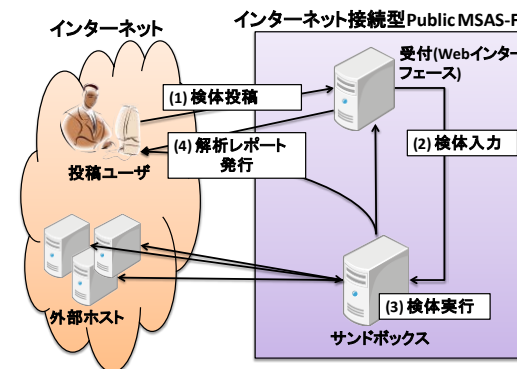 インターネット
インターネット接続型Public MSAS-F
受付(Webインター
フェース)
(1) 検体投稿
(2) 検体入力
(4) 解析レポート
発行
投稿ユーザ
(3) 検体実行
外部ホスト
サンドボックス